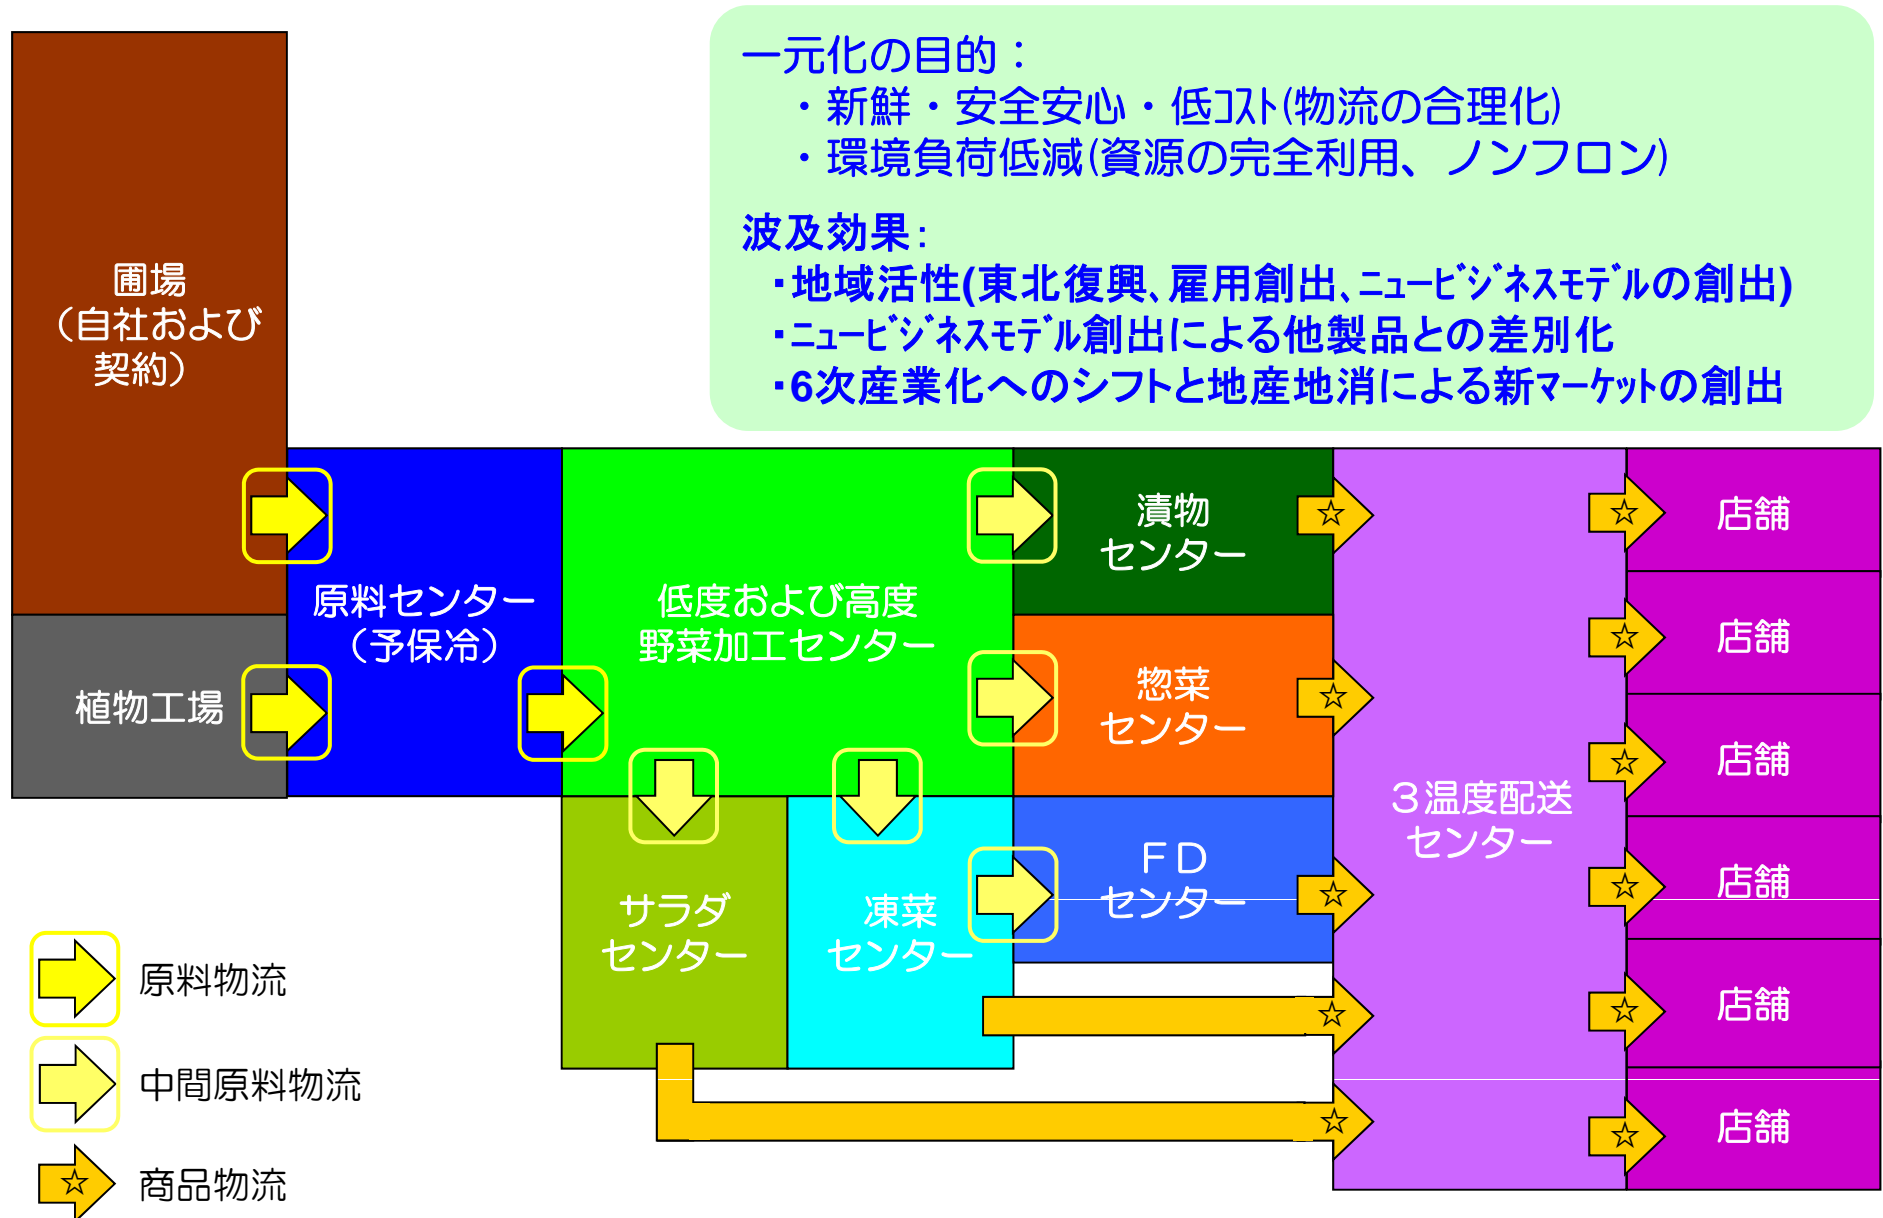 一元化の目的：
・新鮮・安全安心・低ｺｽﾄ(物流の合理化)
・環境負荷低減(資源の完全利用、ノンフロン)
波及効果：
・地域活性(東北復興、雇用創出、ﾆｭｰﾋﾞｼﾞﾈｽﾓﾃﾞﾙの創出)
・ﾆｭｰﾋﾞｼﾞﾈｽﾓﾃﾞﾙ創出による他製品との差別化
・6次産業化へのシフトと地産地消による新ﾏｰｹｯﾄの創出
圃場
（自社および
契約）
植物工場
原料センター
（予保冷）
低度および高度
野菜加工センター
漬物
センター
惣菜
センター
ＦＤ
センター
サラダ
センター
凍菜
センター
３温度配送
センター
店舗
店舗
店舗
店舗
店舗
店舗
原料物流
中間原料物流
☆ 商品物流